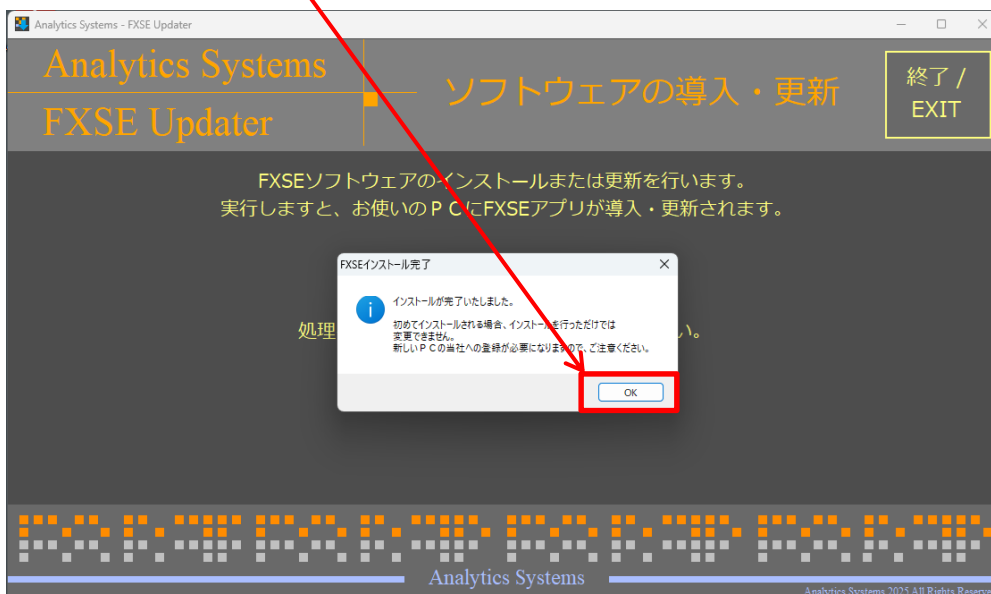 Analytics Systems - FXSE Updater
Analytics Systems
FXSE Updater
ソフトウェアの導入・更新
終了 /
EXIT
FXSEソフトウェアのインストールまたは更新を行います。
実行しますと、お使いのＰＣにFXSEアプリが導入・更新されます。
FXSEインストール完了
インストールが完了いたしました。
初めてインストールされる場合、インストールを行っただけでは
変更できません。
新しいＰＣの当社への登録が必要になりますので、ご注意ください。
処理
い。
OK
Analytics Systems
Analytics Systems 2025 All Rights Reserve